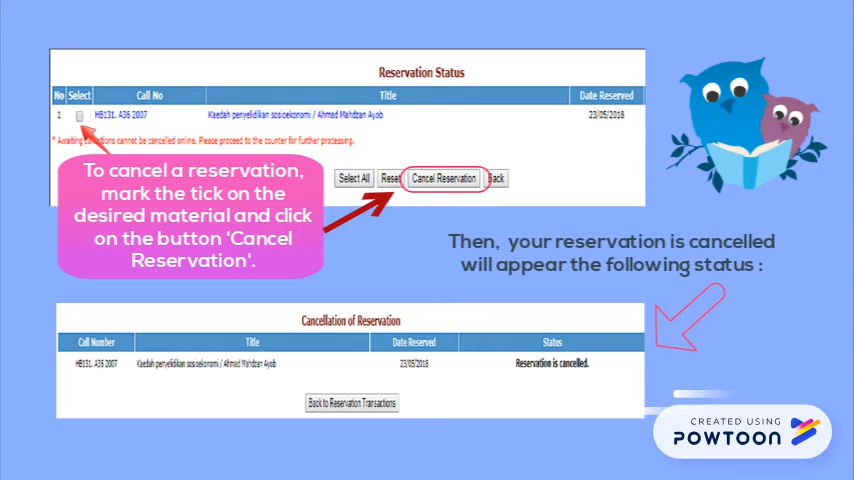 Reservation Status
No Select Call No Title Date Reserved
1 HB131. A36 2007 Kaedah penyelidikan sosioekonomi / Ahmad Mahdzan Ayob 23/05/2018
* Awaiting collections cannot be cancelled online. Please proceed to the counter for further processing.
Select All Reset Cancel Reservation Back
To cancel a reservation,
mark the tick on the
desired material and click
on the button 'Cancel
Reservation'.
Then, your reservation is cancelled
will appear the following status :
Cancellation of Reservation
Call Number Title Date Reserved Status
HB131. A36 2007 Kaedah penyelidikan sosioekonomi / Ahmad Mahdzan Ayob 23/05/2018 Reservation is cancelled.
Back to Reservation Transactions
CREATED USING
POWTOON